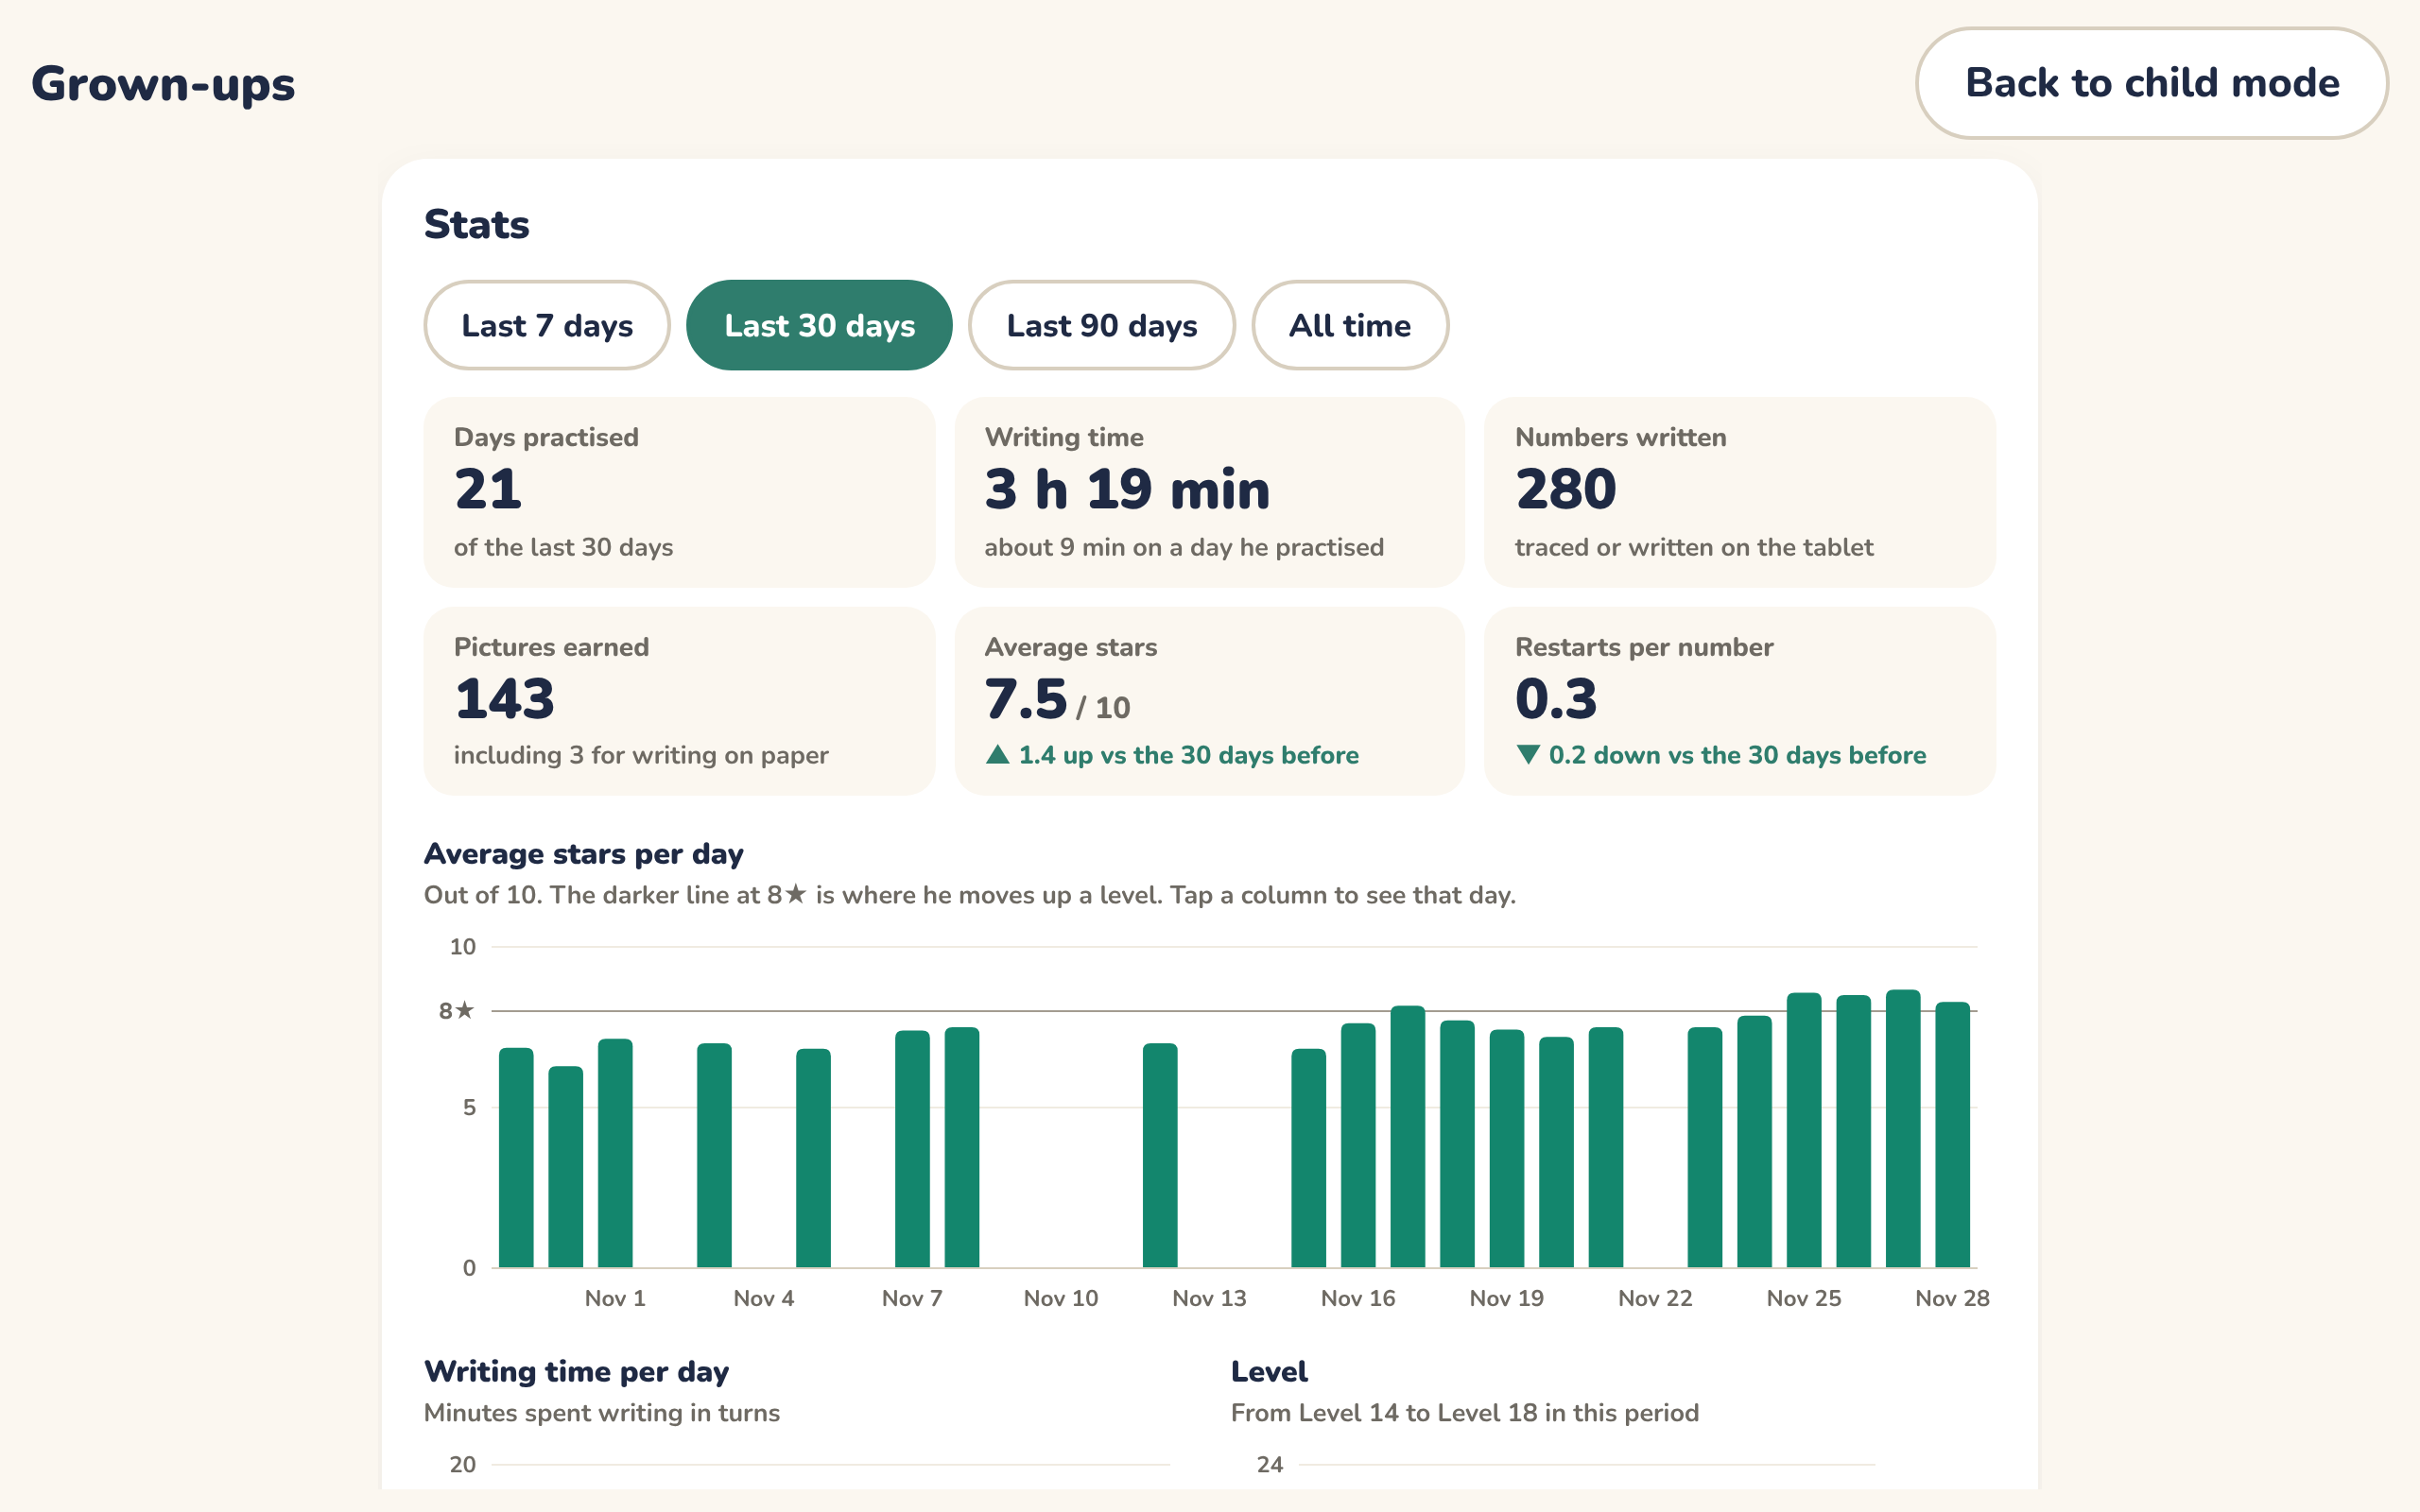 Grown-ups
Back to child mode
Stats
Last 7 days
Last 30 days
Last 90 days
All time
Days practised
21
of the last 30 days
Writing time
3 h 19 min
about 9 min on a day he practised
Numbers written
280
traced or written on the tablet
Pictures earned
143
including 3 for writing on paper
Average stars
7.5 / 10
▲ 1.4 up vs the 30 days before
Restarts per number
0.3
▼ 0.2 down vs the 30 days before
Average stars per day
Out of 10. The darker line at 8★ is where he moves up a level. Tap a column to see that day.
10
8★
5
0
Nov 1 Nov 4 Nov 7 Nov 10 Nov 13 Nov 16 Nov 19 Nov 22 Nov 25 Nov 28
Writing time per day
Minutes spent writing in turns
20
Level
From Level 14 to Level 18 in this period
24